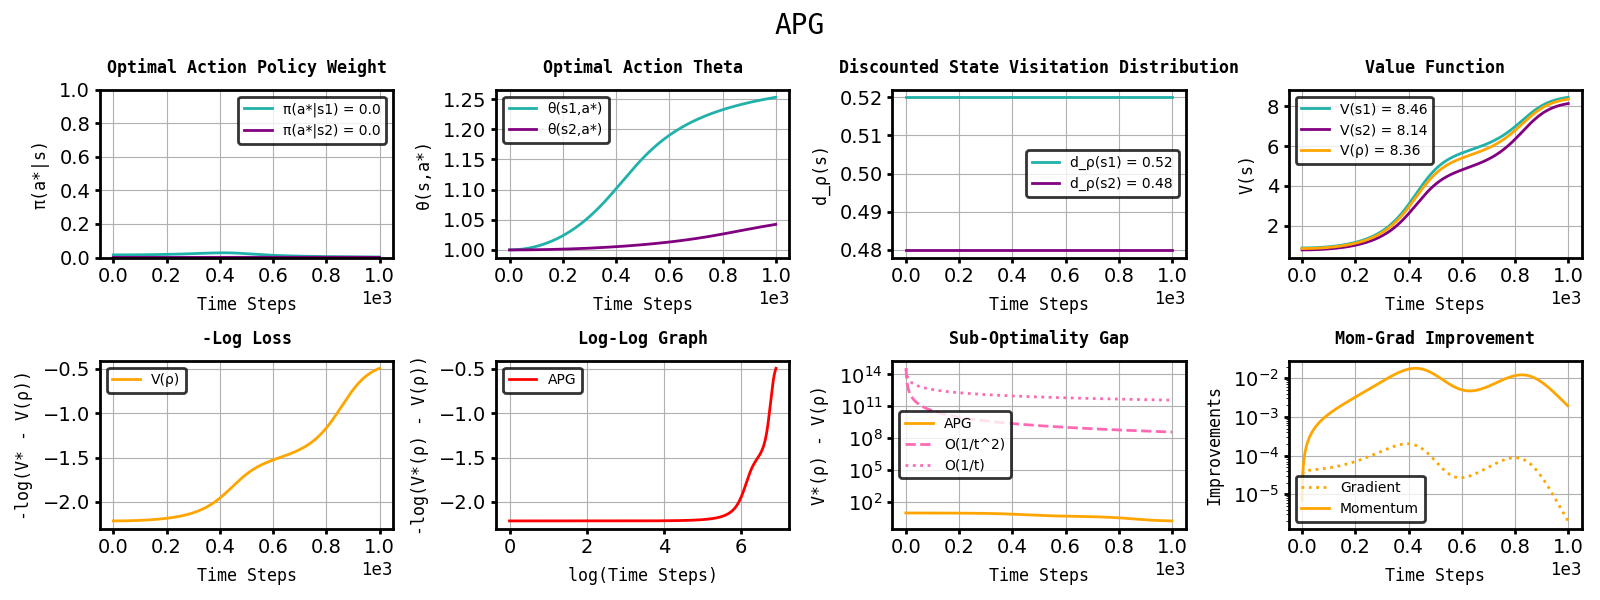 APG
Optimal Action Policy Weight
π(a*|s)
1.0
0.8
0.6
0.4
0.2
0.0
π(a*|s1) = 0.0
π(a*|s2) = 0.0
0.0 0.2 0.4 0.6 0.8 1.0
1e3
Time Steps
Optimal Action Theta
θ(s,a*)
1.25
1.20
1.15
1.10
1.05
1.00
θ(s1,a*)
θ(s2,a*)
0.0 0.2 0.4 0.6 0.8 1.0
1e3
Time Steps
Discounted State Visitation Distribution
d_ρ(s)
0.52
0.51
0.50
0.49
0.48
d_ρ(s1) = 0.52
d_ρ(s2) = 0.48
0.0 0.2 0.4 0.6 0.8 1.0
1e3
Time Steps
Value Function
V(s)
8
6
4
2
V(s1) = 8.46
V(s2) = 8.14
V(ρ) = 8.36
0.0 0.2 0.4 0.6 0.8 1.0
1e3
Time Steps
-Log Loss
-log(V* - V(ρ))
−0.5
−1.0
−1.5
−2.0
V(ρ)
0.0 0.2 0.4 0.6 0.8 1.0
1e3
Time Steps
Log-Log Graph
-log(V*(ρ) - V(ρ))
−0.5
−1.0
−1.5
−2.0
APG
0 2 4 6
log(Time Steps)
Sub-Optimality Gap
V*(ρ) - V(ρ)
10^14
10^11
10^8
10^5
10^2
APG
O(1/t^2)
O(1/t)
0.0 0.2 0.4 0.6 0.8 1.0
1e3
Time Steps
Mom-Grad Improvement
Improvements
10^−2
10^−3
10^−4
10^−5
Gradient
Momentum
0.0 0.2 0.4 0.6 0.8 1.0
1e3
Time Steps